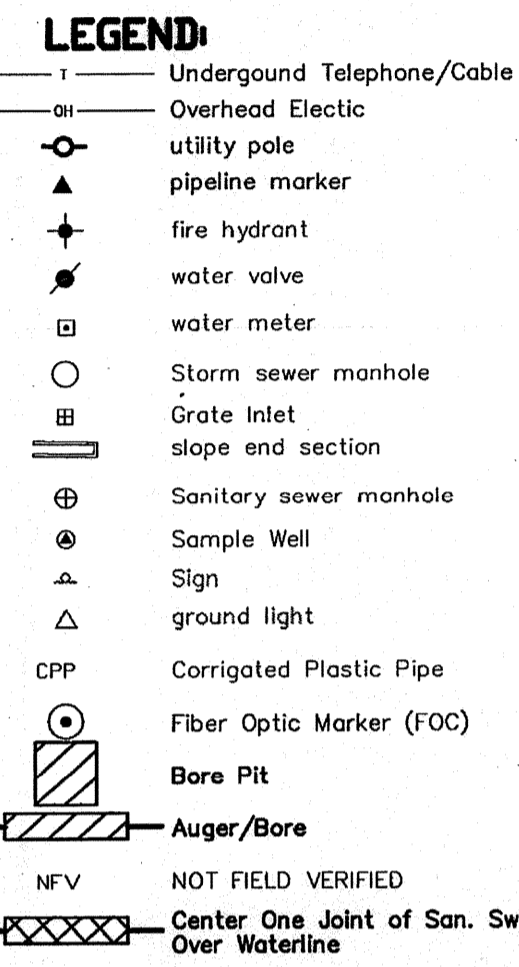 LEGEND:
T Undergound Telephone/Cable
OH Overhead Electic
utility pole
pipeline marker
fire hydrant
water valve
water meter
Storm sewer manhole
Grate Inlet
slope end section
Sanitary sewer manhole
Sample Well
Sign
ground light
CPP Corrigated Plastic Pipe
Fiber Optic Marker (FOC)
Bore Pit
Auger/Bore
NFV NOT FIELD VERIFIED
Center One Joint of San. Sw
Over Waterline